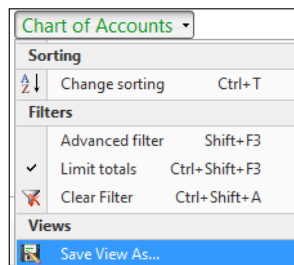 Chart of Accounts
Sorting
Change sorting Ctrl+T
Filters
Advanced filter Shift+F3
Limit totals Ctrl+Shift+F3
Clear Filter Ctrl+Shift+A
Views
Save View As...